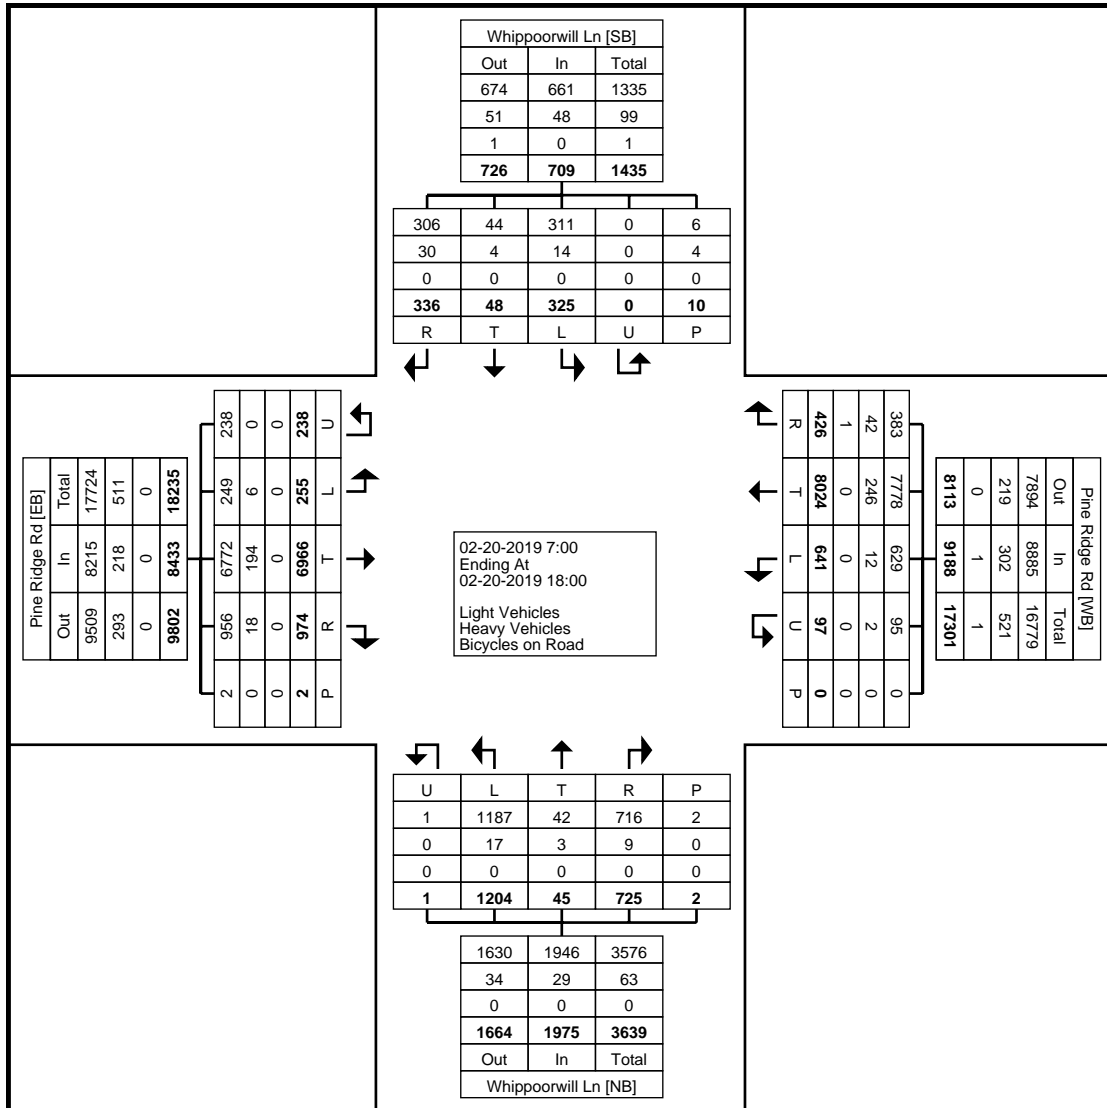 Whippoorwill Ln [SB]
Out In Total
674 661 1335
51 48 99
1 0 1
726 709 1435
306 44 311 0 6
30 4 14 0 4
0 0 0 0 0
336 48 325 0 10
R T L U P
Pine Ridge Rd [EB]
Total In Out
17724 8215 9509
511 218 293
0 0 0
18235 8433 9802
238 249 6772 956 2
0 6 194 18 0
0 0 0 0 0
238 255 6966 974 2
U L T R P
02-20-2019 7:00
Ending At
02-20-2019 18:00
Light Vehicles
Heavy Vehicles
Bicycles on Road
Pine Ridge Rd [WB]
Out In Total
7894 8885 16779
219 302 521
0 1 1
8113 9188 17301
383 7778 629 95 0
42 246 12 2 0
1 0 0 0 0
426 8024 641 97 0
R T L U P
U L T R P
1 1187 42 716 2
0 17 3 9 0
0 0 0 0 0
1 1204 45 725 2
1630 1946 3576
34 29 63
0 0 0
1664 1975 3639
Out In Total
Whippoorwill Ln [NB]